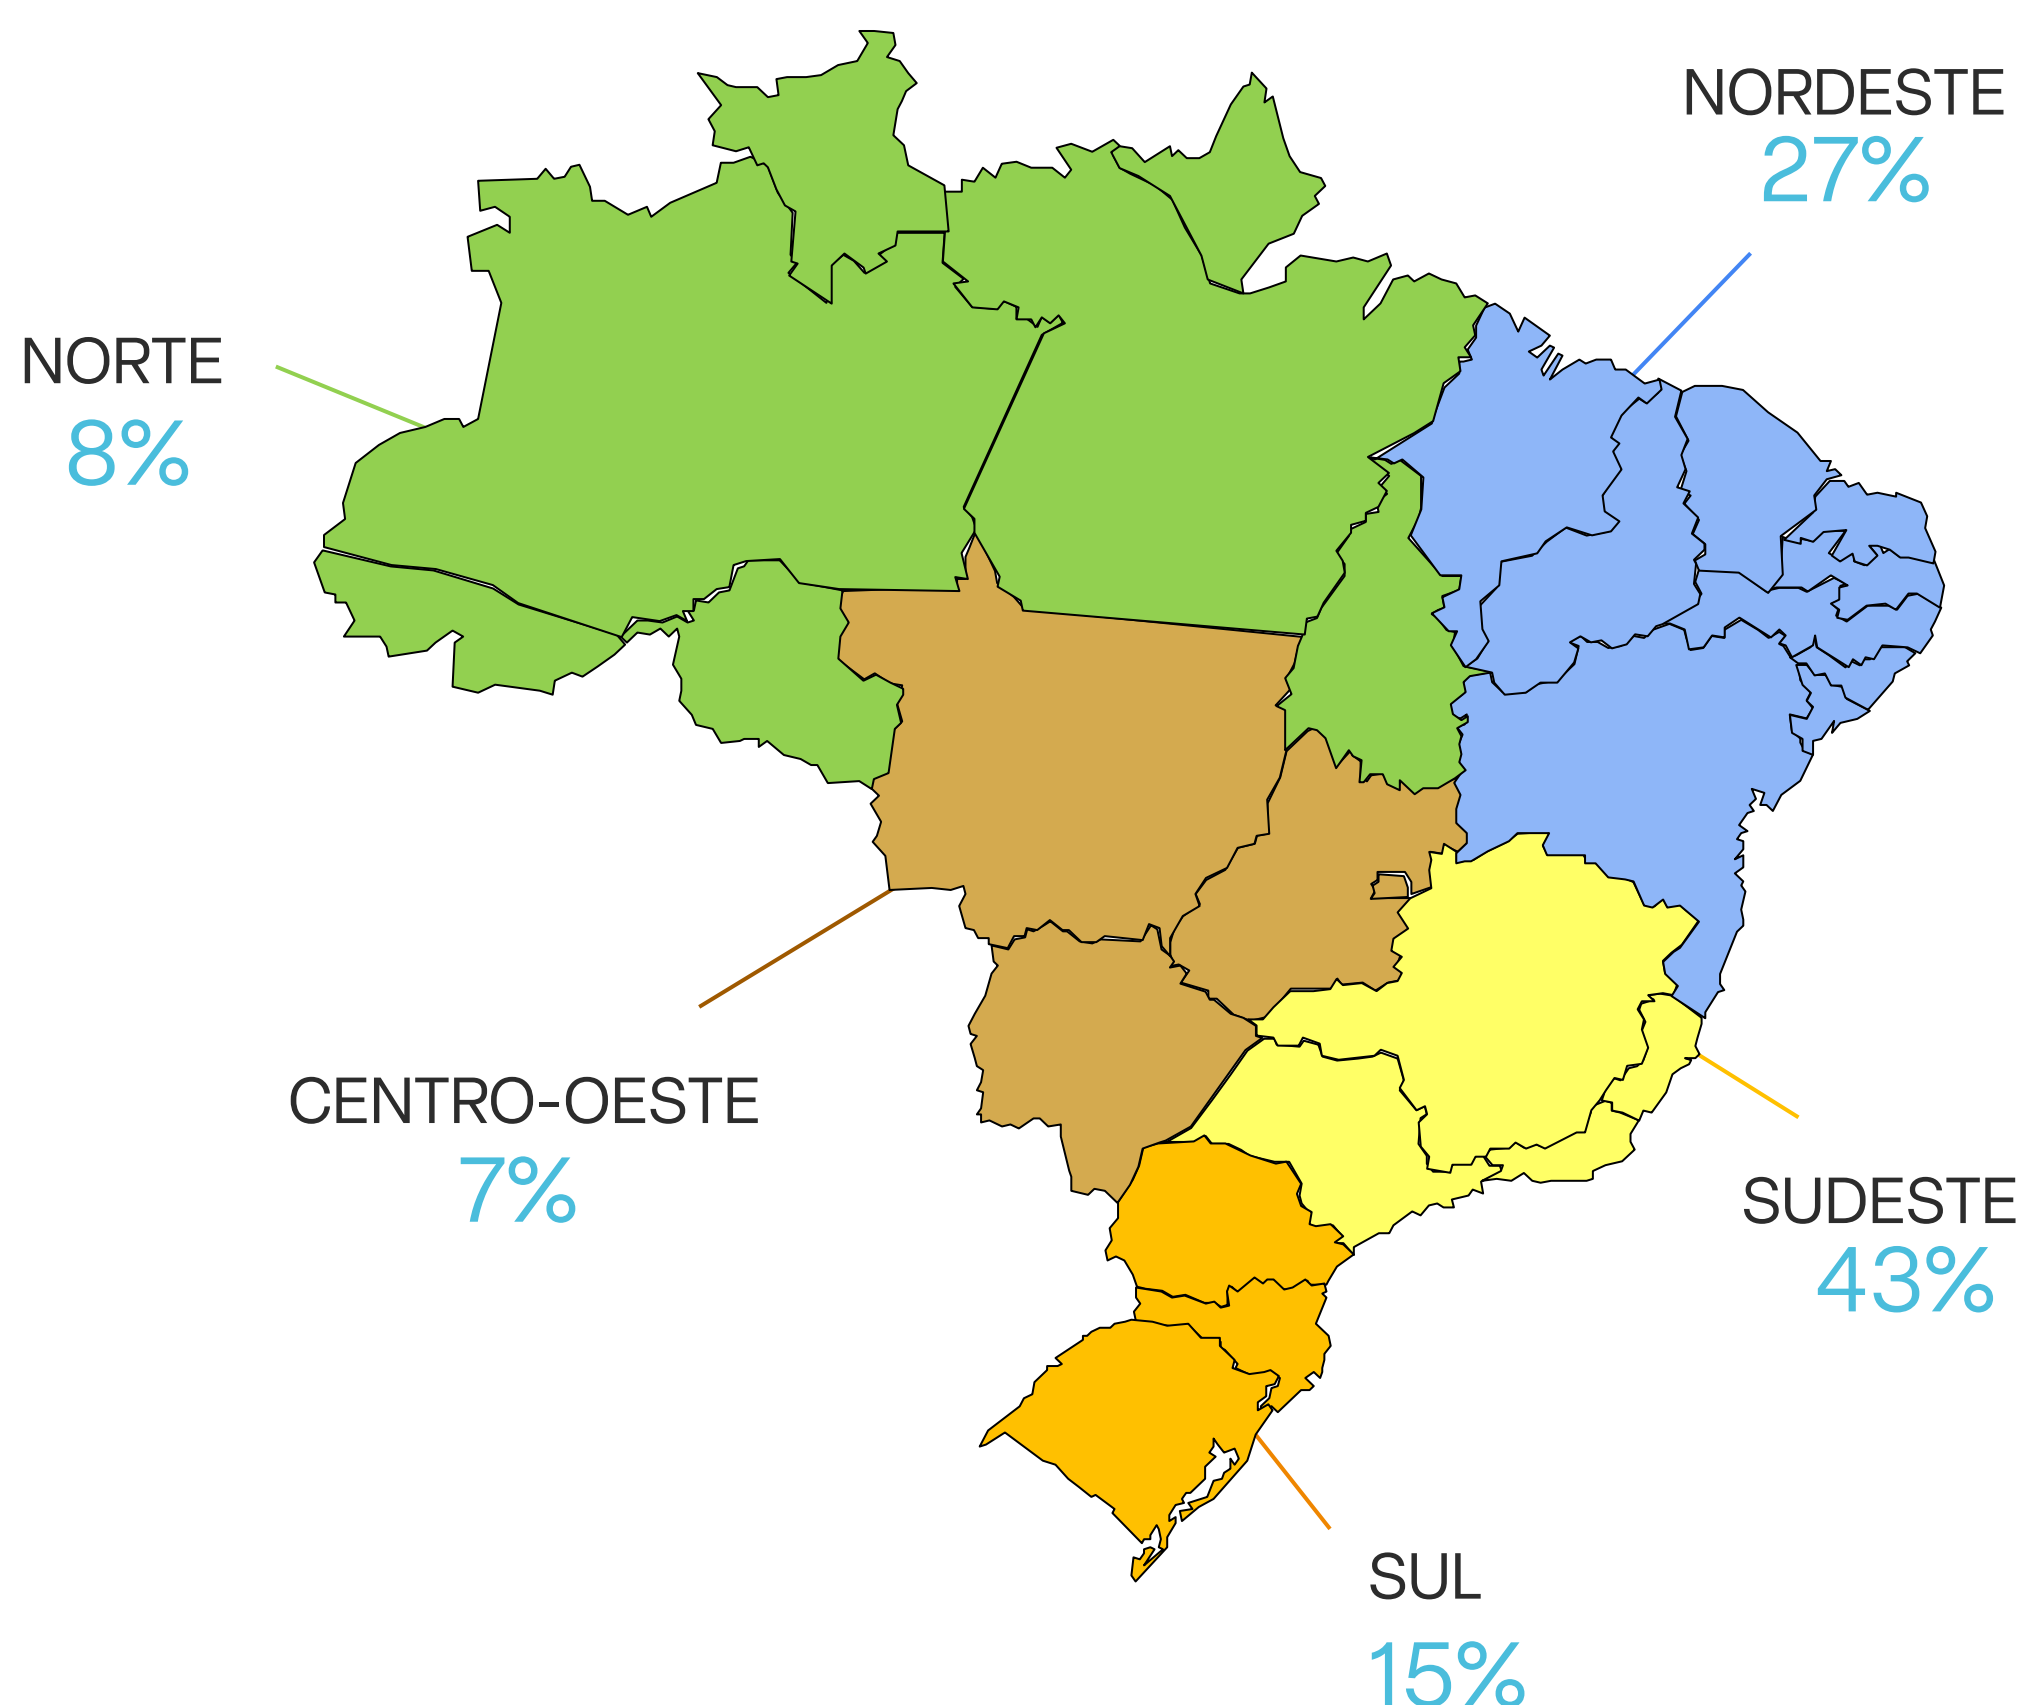 NORDESTE
27%
NORTE
8%
CENTRO-OESTE
7%
SUDESTE
43%
SUL
15%